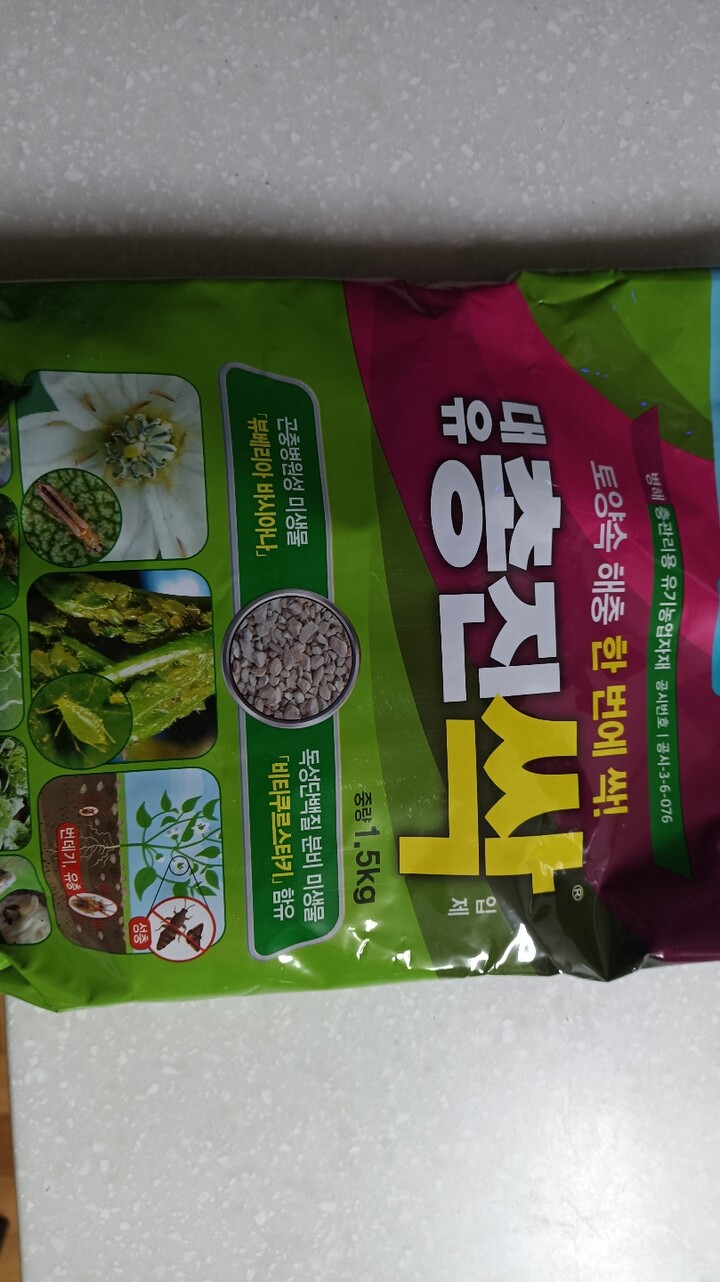 병해 충관리용 유기농업자재 공시번호 | 공시-3-6-076
토양속 해충 한 번에 싹!
대유 충진싹®
입제
중량 1.5kg
곤충병원성 미생물
「뷰베리아 바시아나」
독성단백질 분비 미생물
「비티쿠르스타키」 함유
성충
번데기, 유충